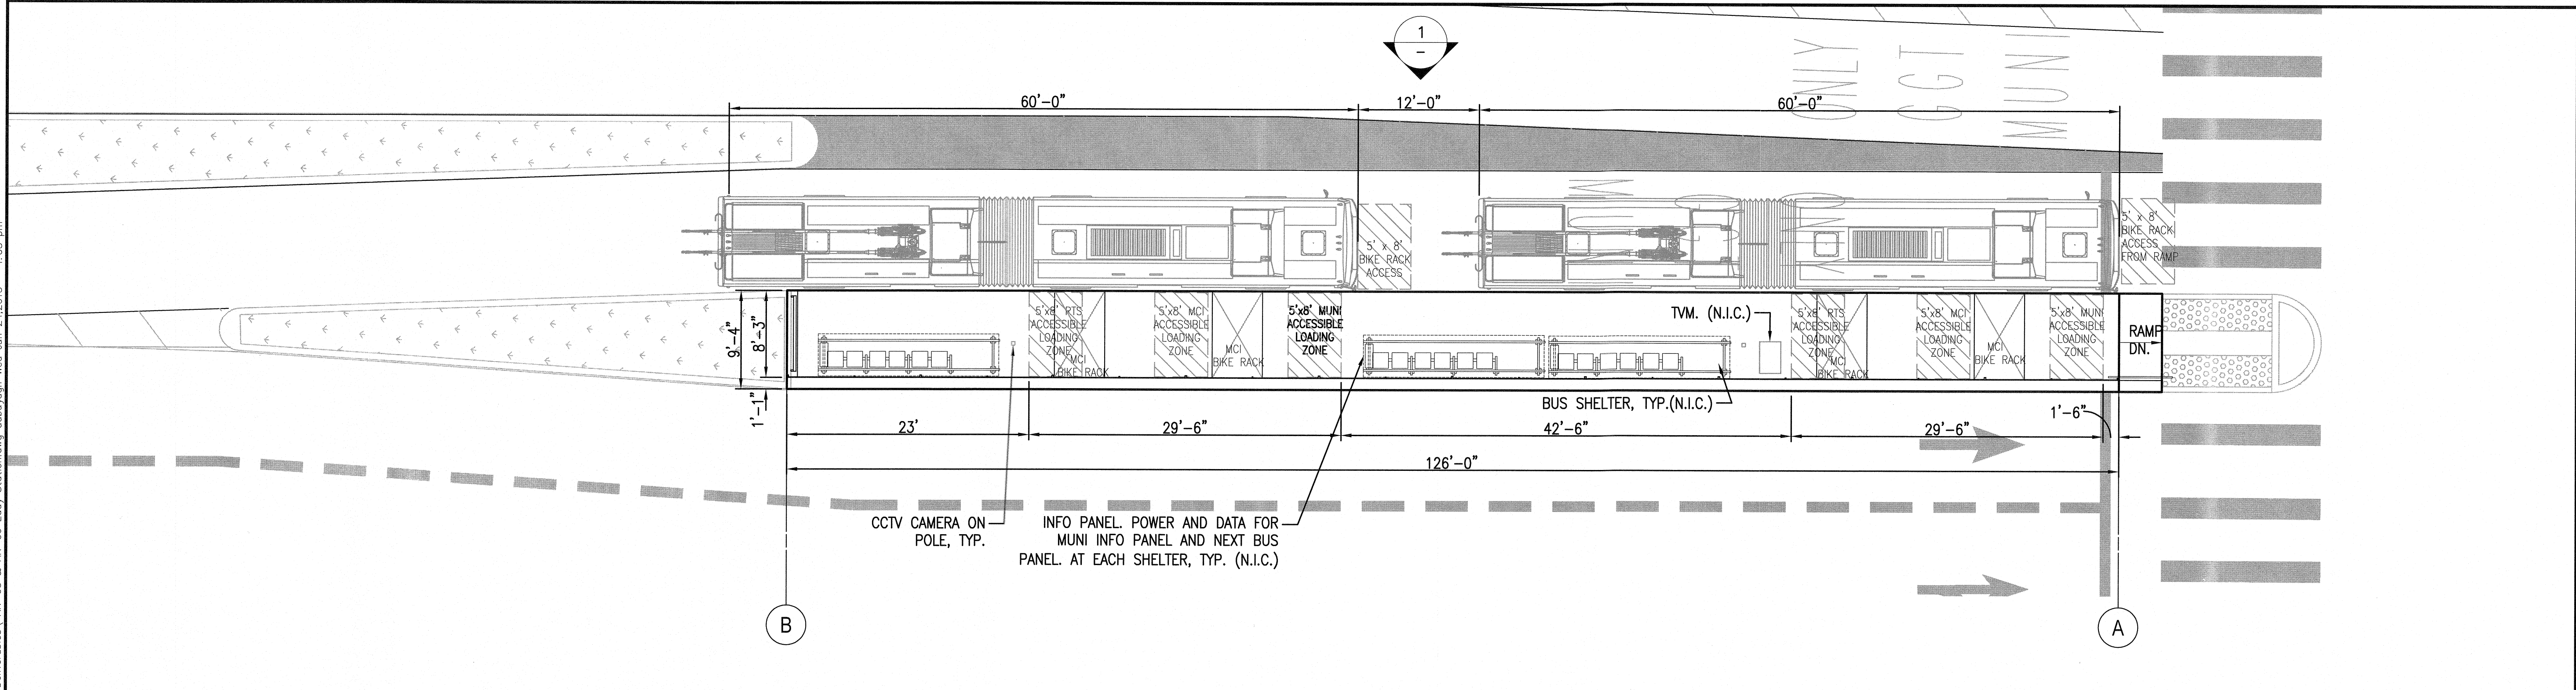 1
-
ONLY
GGT
MUNI
60'-0"
12'-0"
60'-0"
5' x 8'
BIKE RACK
ACCESS
5' x 8'
BIKE RACK
ACCESS
FROM RAMP
9'-4"
8'-3"
1'-1"
5'x8' RTS
ACCESSIBLE
LOADING
ZONE
MCI
BIKE RACK
5'x8' MCI
ACCESSIBLE
LOADING
ZONE
MCI
BIKE RACK
5'x8' MUNI
ACCESSIBLE
LOADING
ZONE
TVM. (N.I.C.)
5'x8' RTS
ACCESSIBLE
LOADING
ZONE
MCI
BIKE RACK
5'x8' MCI
ACCESSIBLE
LOADING
ZONE
MCI
BIKE RACK
5'x8' MUNI
ACCESSIBLE
LOADING
ZONE
RAMP
DN.
BUS SHELTER, TYP.(N.I.C.)
1'-6"
23'
29'-6"
42'-6"
29'-6"
126'-0"
CCTV CAMERA ON
POLE, TYP.
INFO PANEL. POWER AND DATA FOR
MUNI INFO PANEL AND NEXT BUS
PANEL. AT EACH SHELTER, TYP. (N.I.C.)
B
A